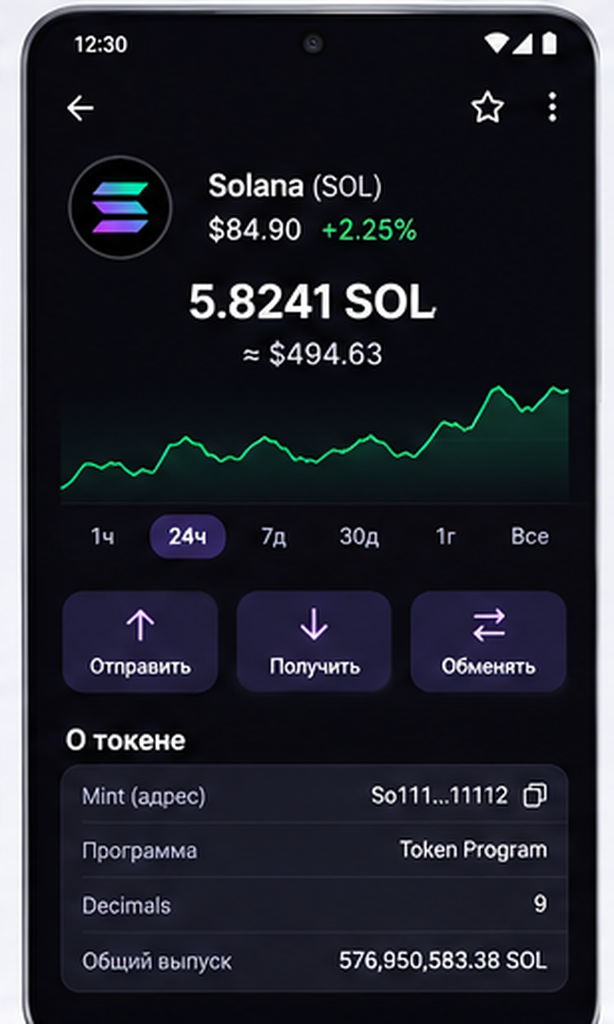 12:30
Solana (SOL)
$84.90 +2.25%
5.8241 SOL
≈ $494.63
1ч 24ч 7д 30д 1г Все
Отправить Получить Обменять
О токене
Mint (адрес) So111...11112
Программа Token Program
Decimals 9
Общий выпуск 576,950,583.38 SOL